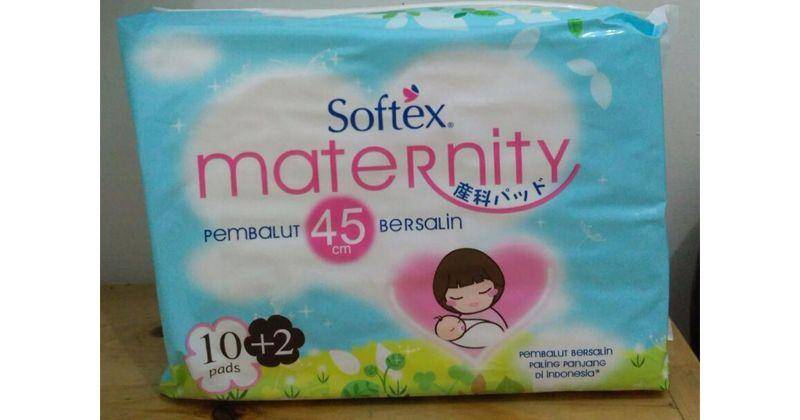 Softex®
maternity
産科パッド
PEMBALUT 45 cm BERSALIN
10 +2
pads
PEMBALUT BERSALIN
PALING PANJANG
DI INDONESIA*